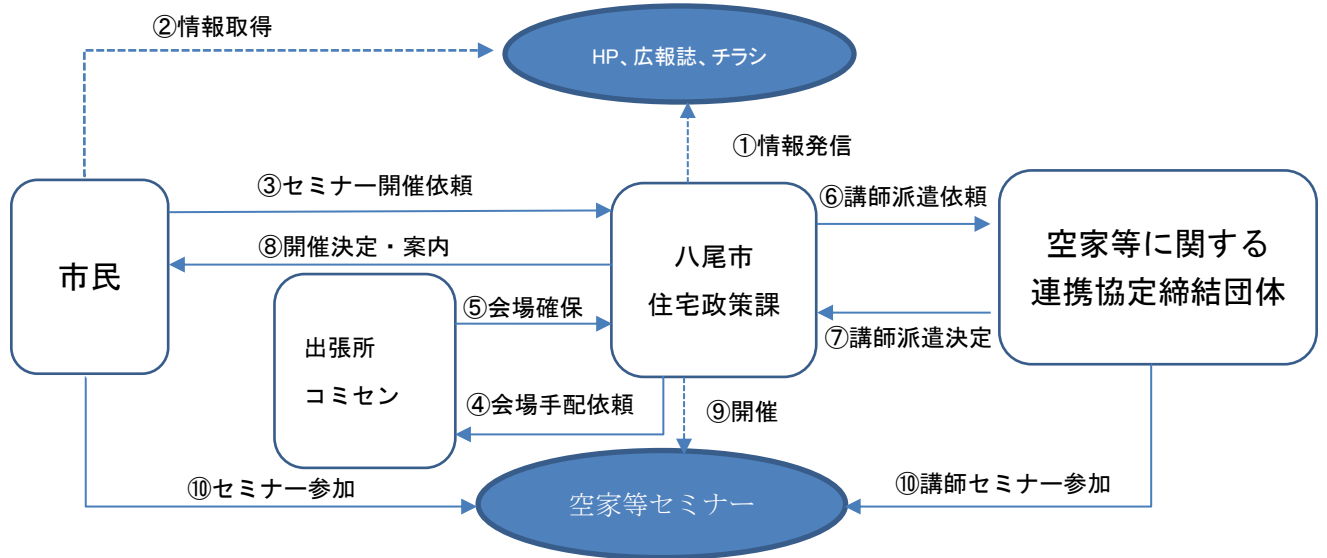 ②情報取得
HP、広報誌、チラシ
①情報発信
③セミナー開催依頼
⑥講師派遣依頼
⑧開催決定・案内
市民
八尾市
住宅政策課
空家等に関する
連携協定締結団体
⑤会場確保
⑦講師派遣決定
出張所
コミセン
④会場手配依頼
⑨開催
⑩セミナー参加
空家等セミナー
⑩講師セミナー参加